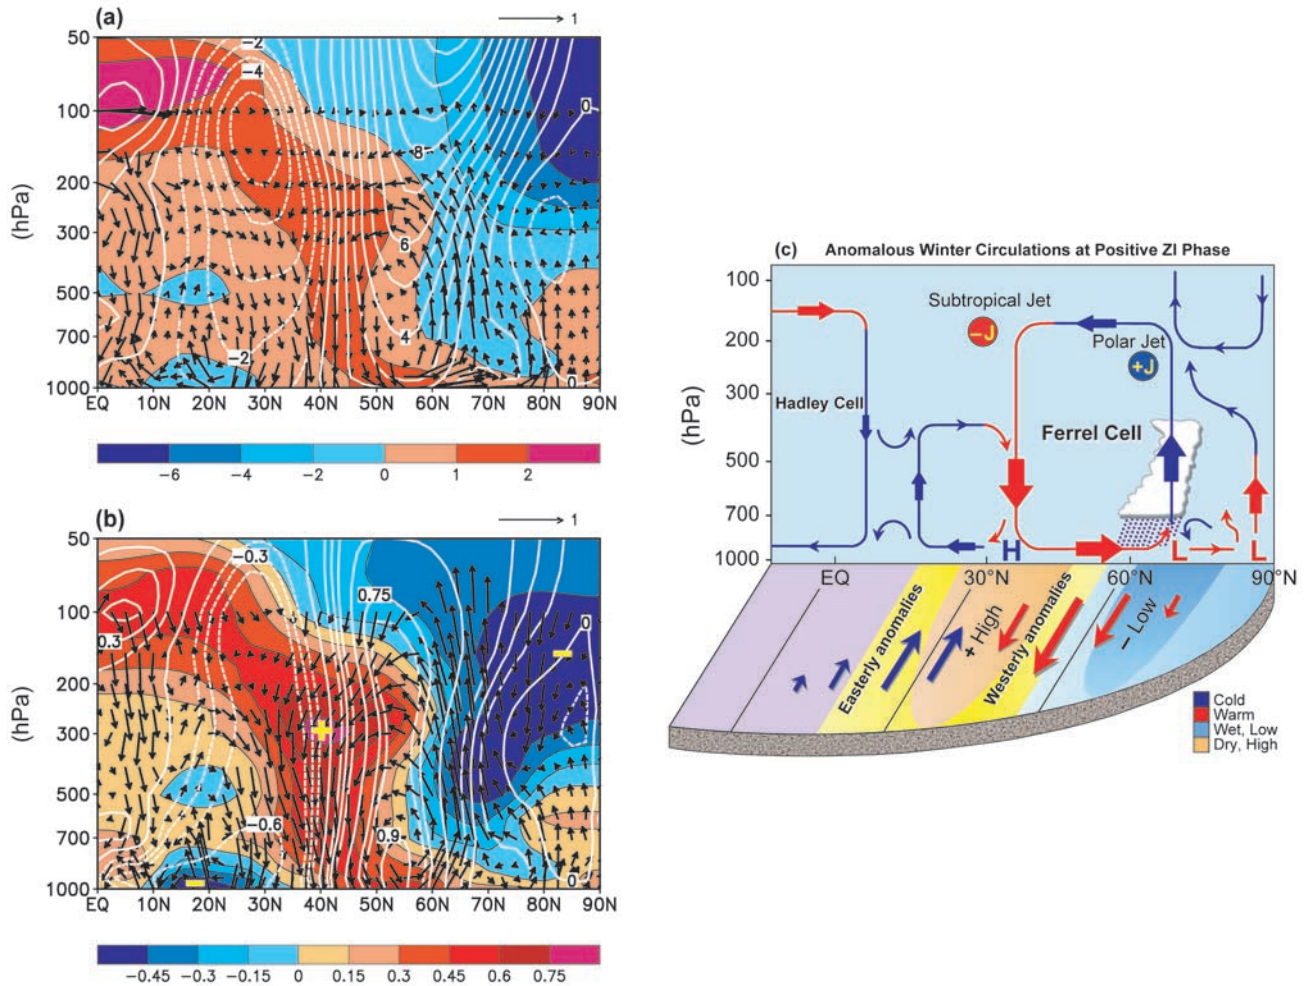 (a)
1
50
100
200
300
500
700
1000
(hPa)
-2
-4
0
8
6
4
-2
0
EQ 10N 20N 30N 40N 50N 60N 70N 80N 90N
-6 -4 -2 0 1 2
(b)
1
50
100
200
300
500
700
1000
(hPa)
-0.3
0.75
0.3
0
-0.6
0.9
0
+
−
−
EQ 10N 20N 30N 40N 50N 60N 70N 80N 90N
-0.45 -0.3 -0.15 0 0.15 0.3 0.45 0.6 0.75
(c) Anomalous Winter Circulations at Positive ZI Phase
100
200
300
500
700
1000
(hPa)
Subtropical Jet
-J
Polar Jet
+J
Hadley Cell
Ferrel Cell
H
L
L
EQ 30°N 60°N 90°N
Easterly anomalies
+ High
Westerly anomalies
- Low
Cold
Warm
Wet, Low
Dry, High